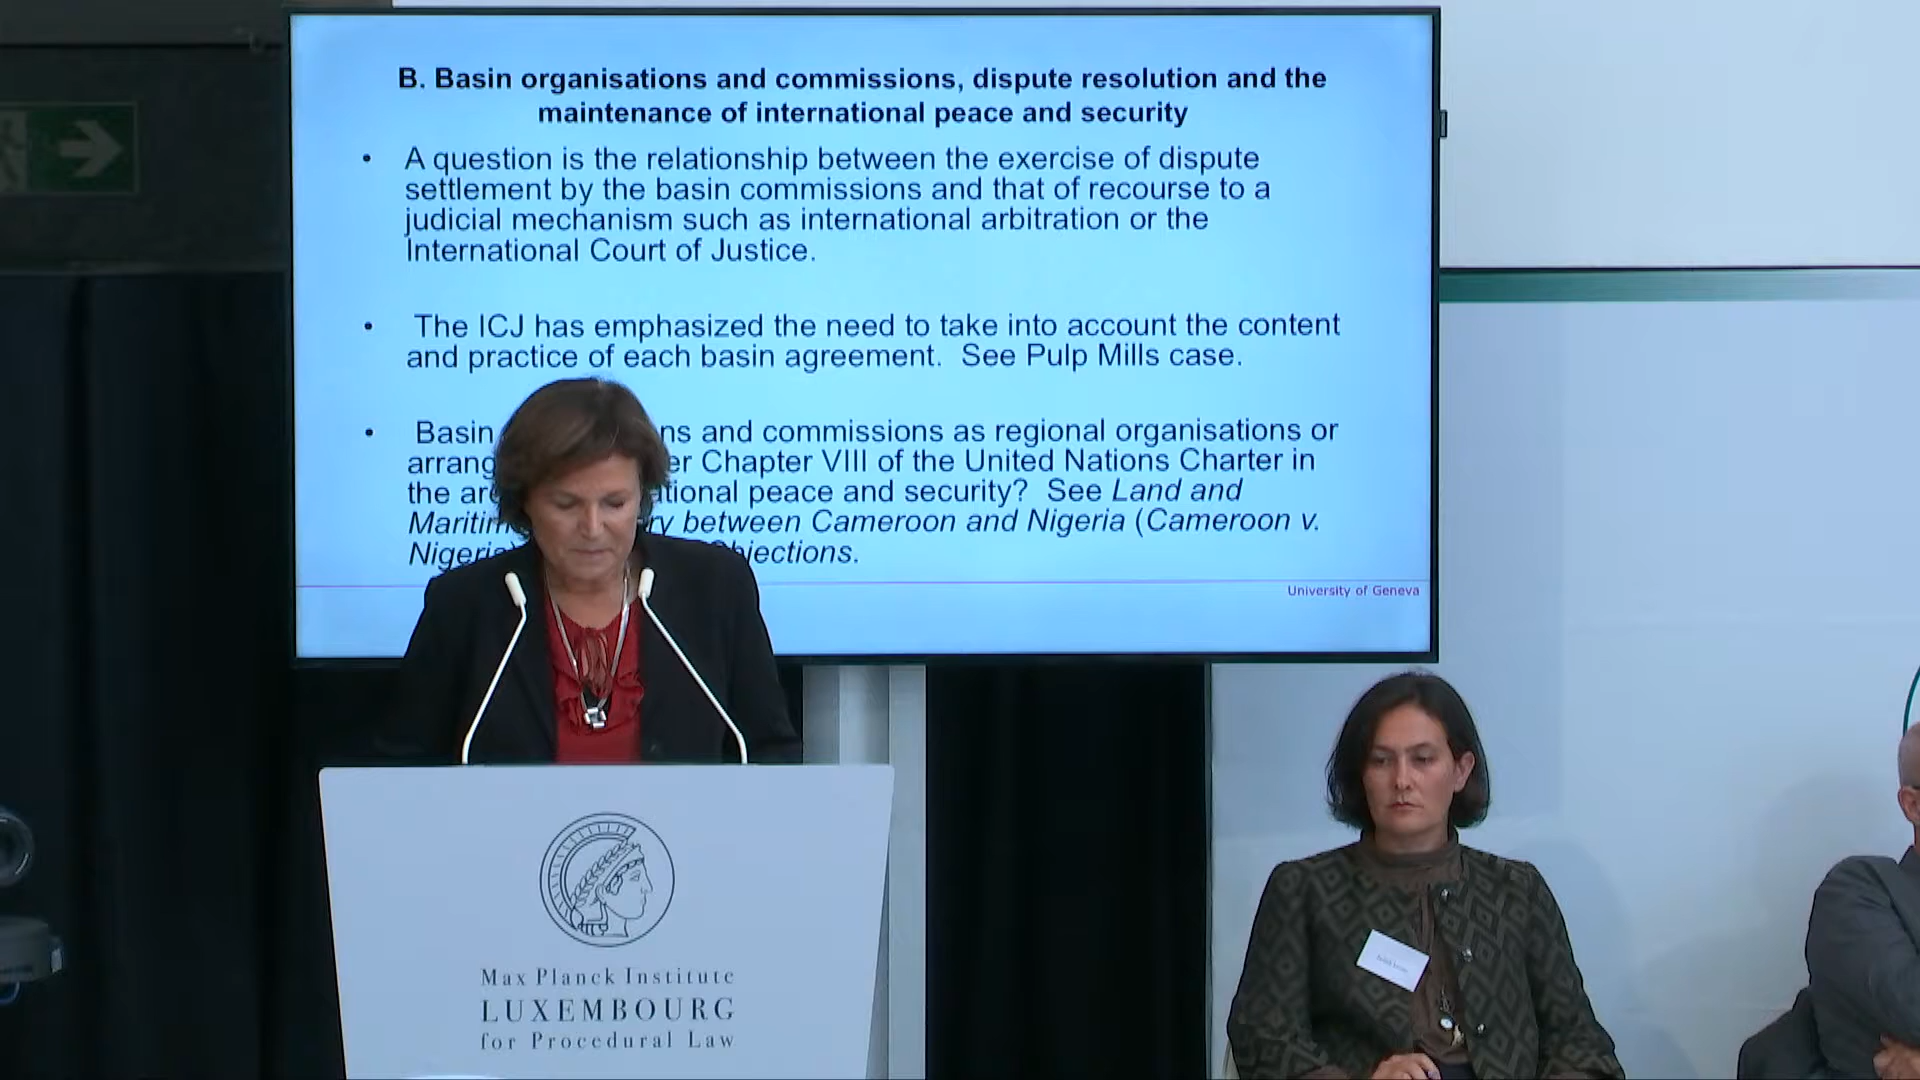 B. Basin organisations and commissions, dispute resolution and the
maintenance of international peace and security
• A question is the relationship between the exercise of dispute
settlement by the basin commissions and that of recourse to a
judicial mechanism such as international arbitration or the
International Court of Justice.
• The ICJ has emphasized the need to take into account the content
and practice of each basin agreement. See Pulp Mills case.
• Basin ns and commissions as regional organisations or
arrang er Chapter VIII of the United Nations Charter in
the ational peace and security? See Land and
Maritim ry between Cameroon and Nigeria (Cameroon v.
Nigeria) bjections.
University of Geneva
Max Planck Institute
LUXEMBOURG
for Procedural Law